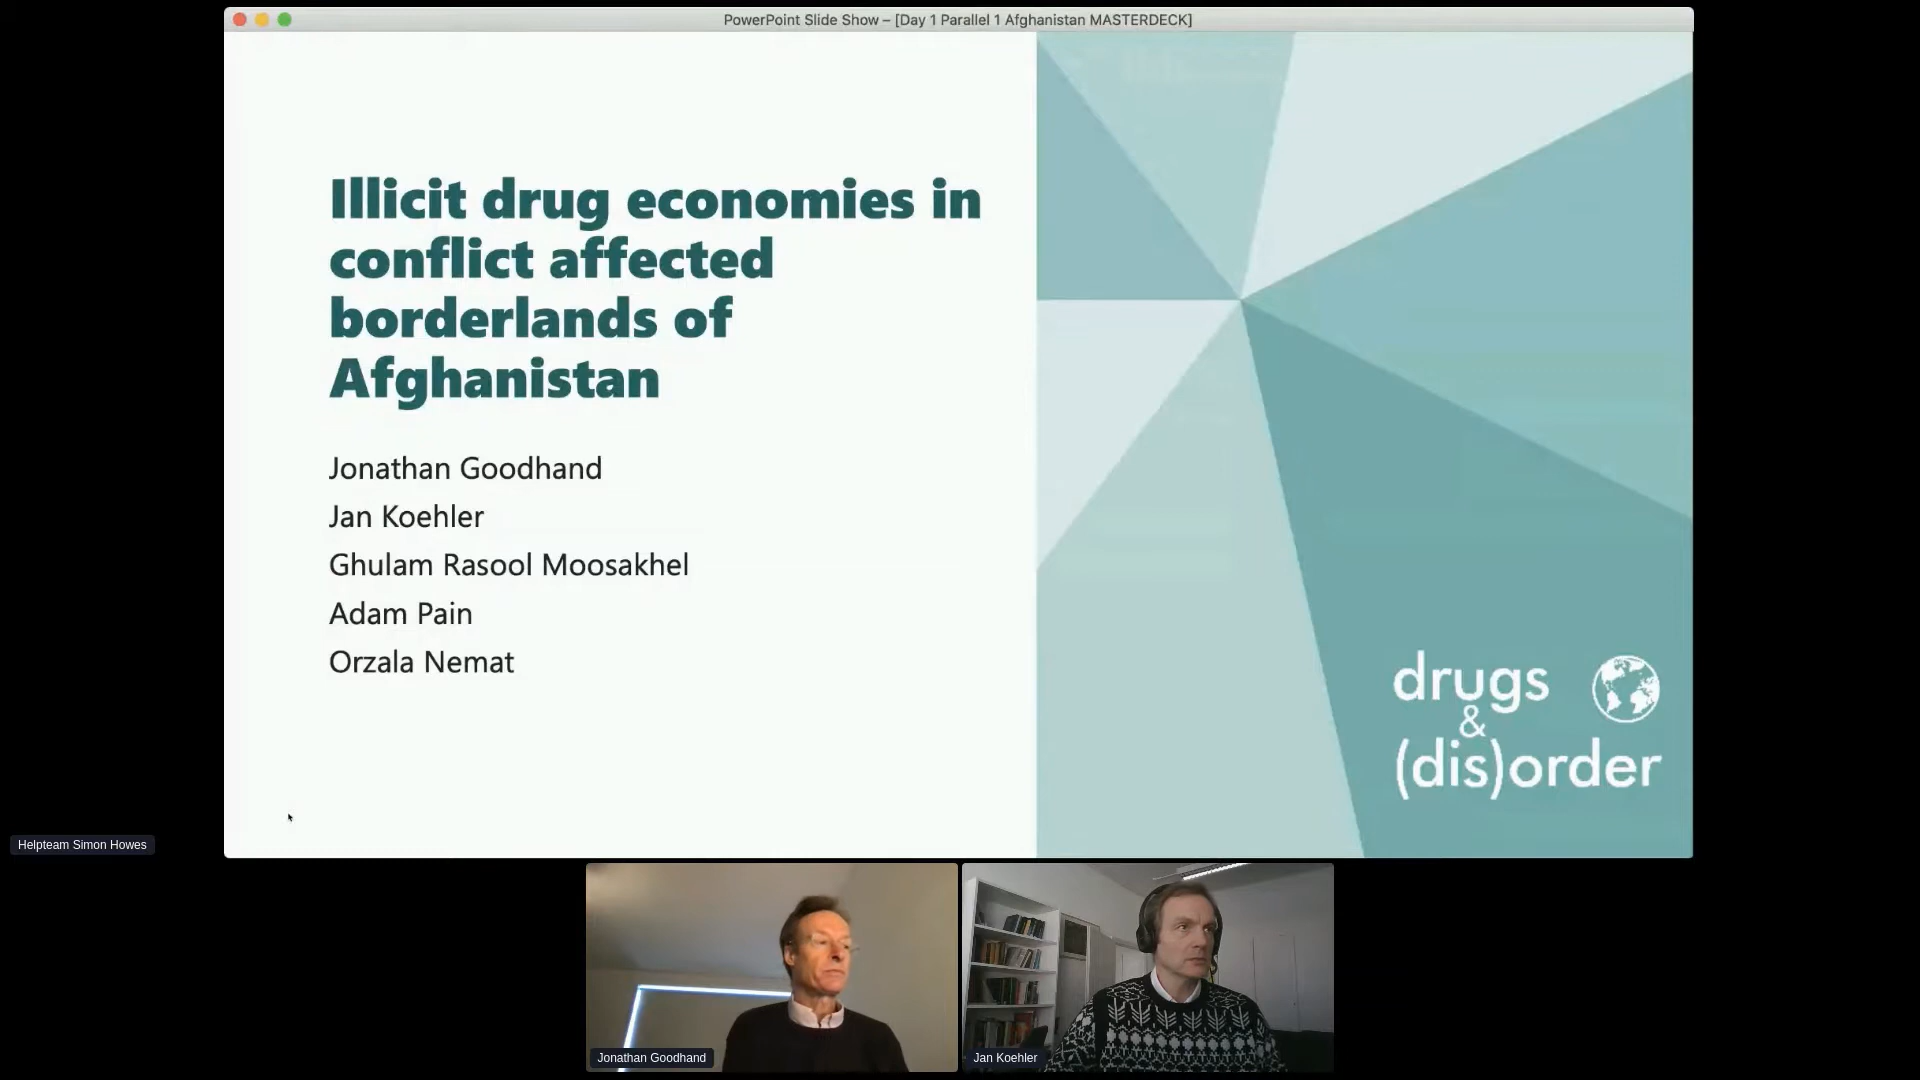 PowerPoint Slide Show – [Day 1 Parallel 1 Afghanistan MASTERDECK]
Illicit drug economies in
conflict affected
borderlands of
Afghanistan
Jonathan Goodhand
Jan Koehler
Ghulam Rasool Moosakhel
Adam Pain
Orzala Nemat
drugs
&
(dis)order
Helpteam Simon Howes
Jonathan Goodhand
Jan Koehler